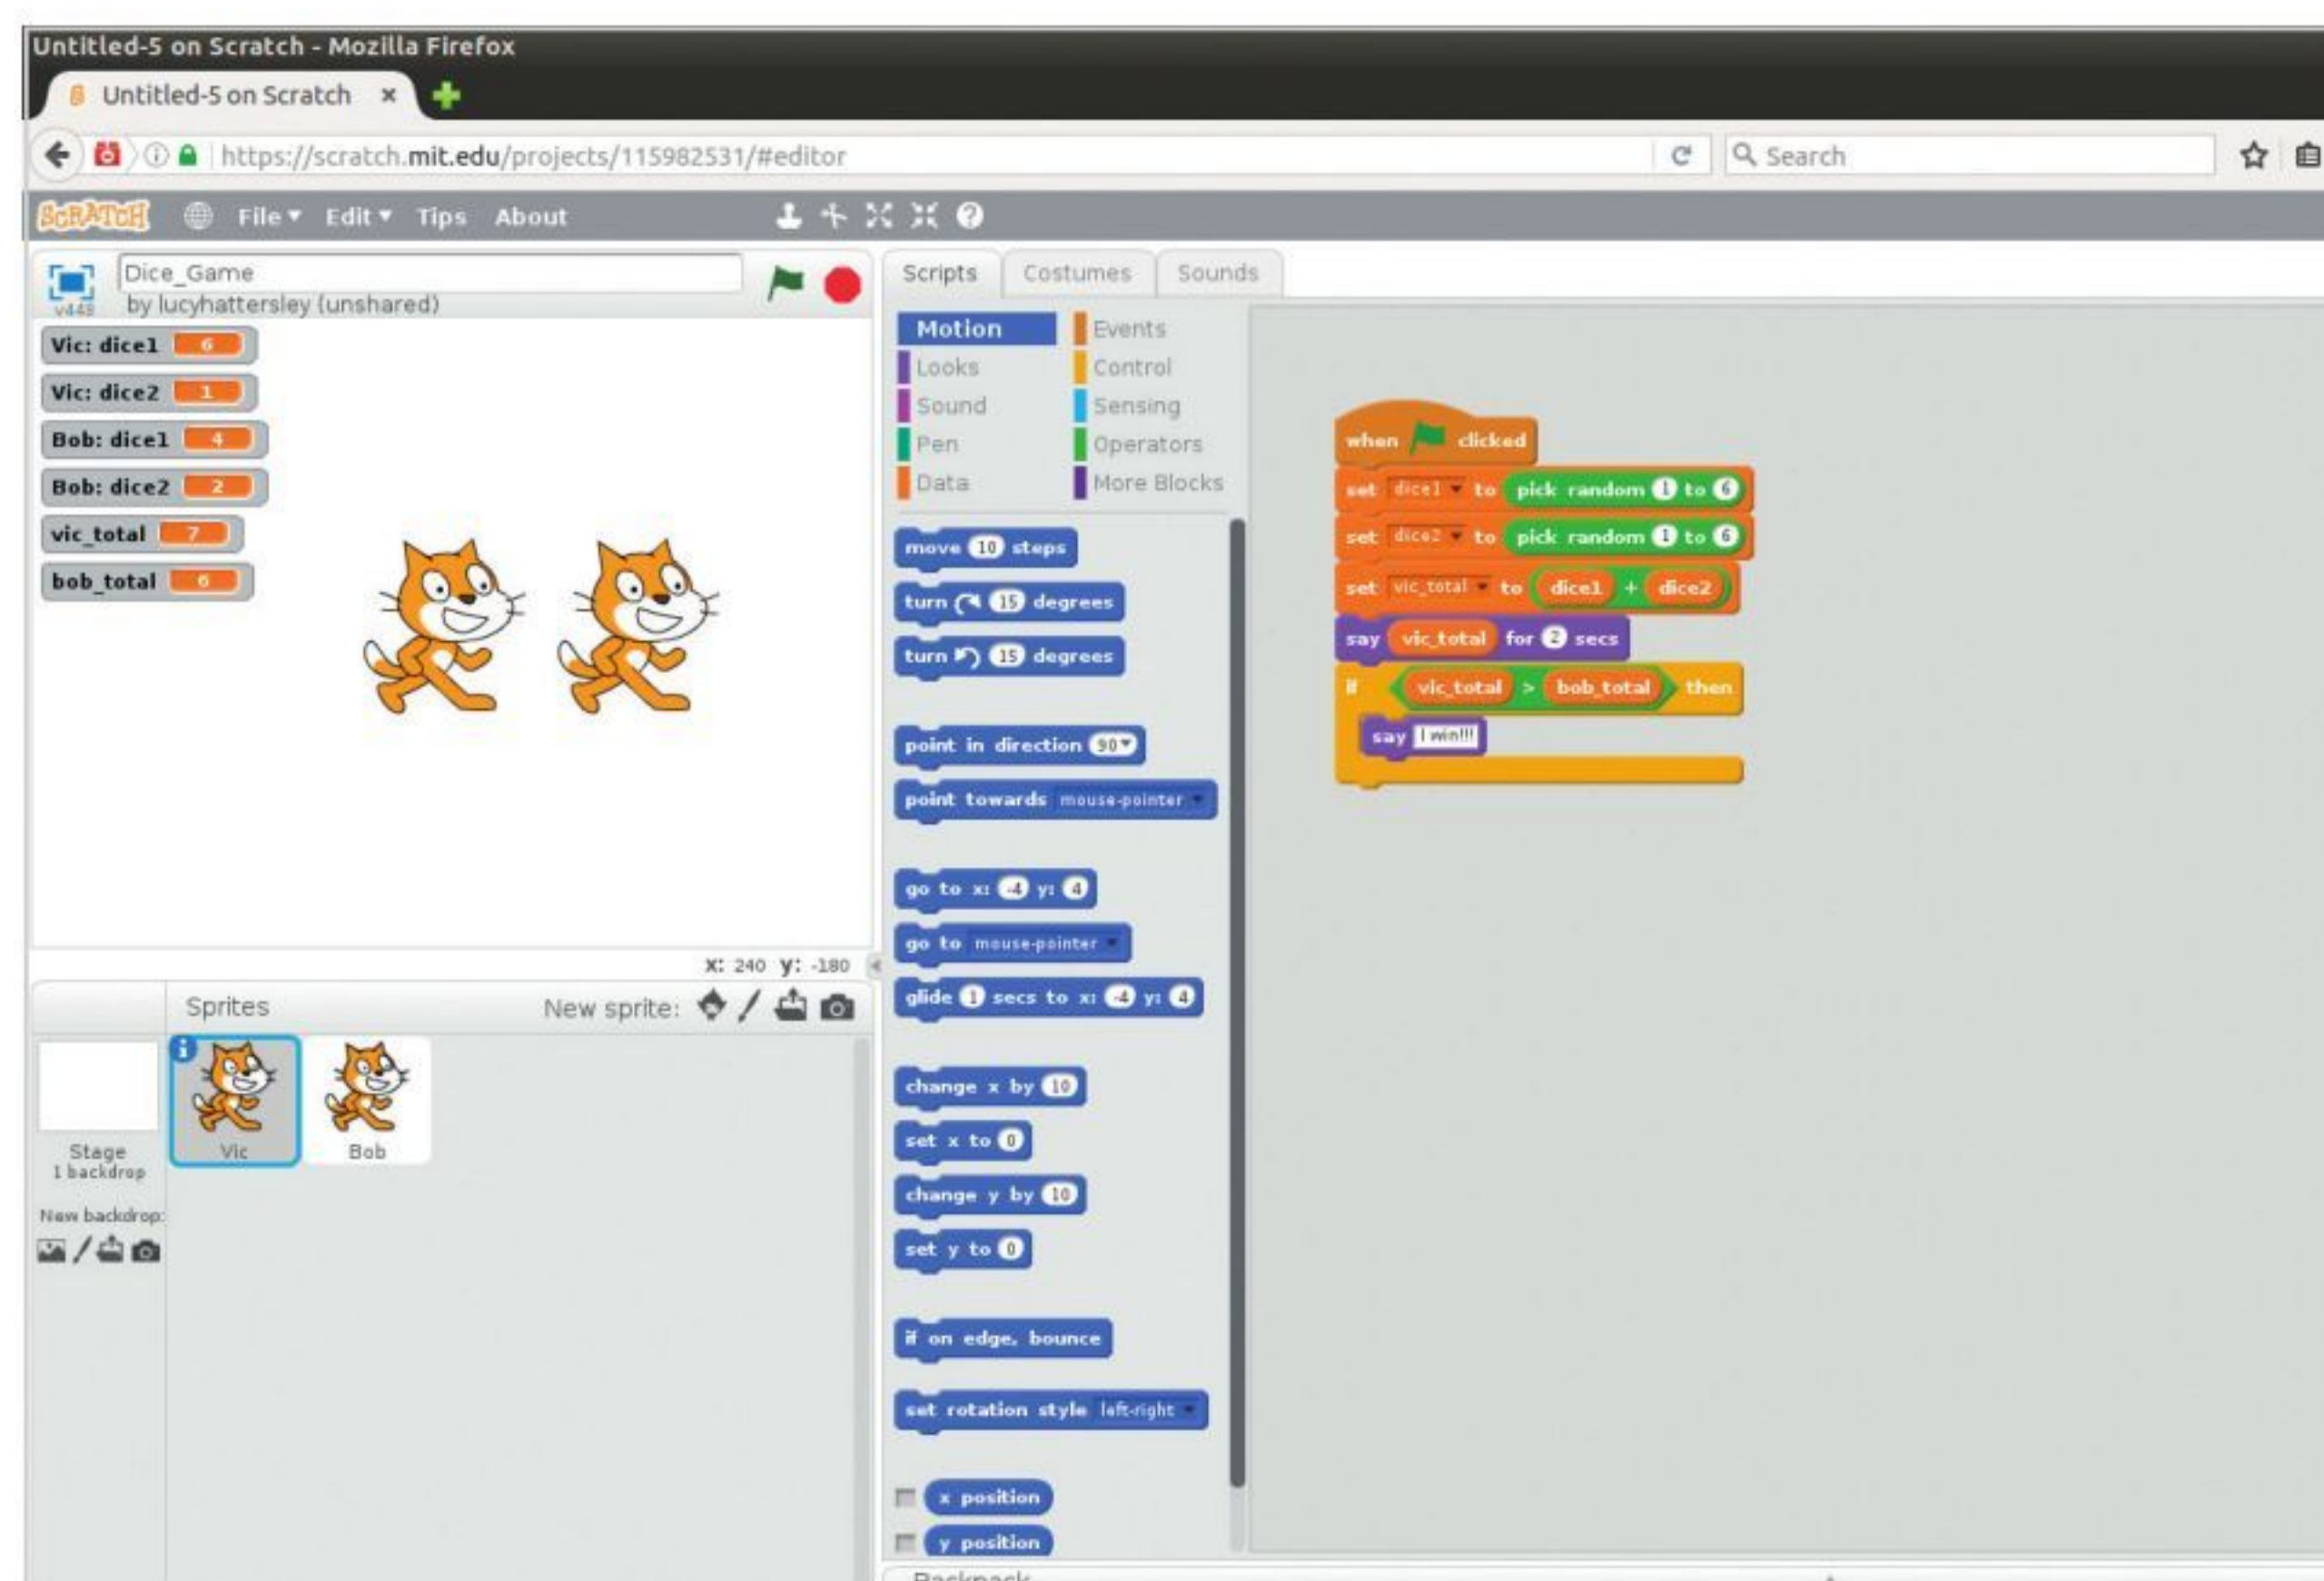 Untitled-5 on Scratch - Mozilla Firefox
Untitled-5 on Scratch
https://scratch.mit.edu/projects/115982531/#editor
Search
SCRATCH File Edit Tips About
Dice_Game
v448 by lucyhattersley (unshared)
Vic: dice1 6
Vic: dice2 1
Bob: dice1 4
Bob: dice2 2
vic_total 7
bob_total 6
x: 240 y: -180
Sprites New sprite:
Vic Bob
Stage
1 backdrop
New backdrop:
Scripts Costumes Sounds
Motion Events
Looks Control
Sound Sensing
Pen Operators
Data More Blocks
move 10 steps
turn 15 degrees
turn 15 degrees
point in direction 90
point towards mouse-pointer
go to x: -4 y: 4
go to mouse-pointer
glide 1 secs to x: -4 y: 4
change x by 10
set x to 0
change y by 10
set y to 0
if on edge, bounce
set rotation style left-right
x position
y position
Backpack
when clicked
set dice1 to pick random 1 to 6
set dice2 to pick random 1 to 6
set vic_total to dice1 + dice2
say vic_total for 2 secs
if vic_total > bob_total then
say I win!!!